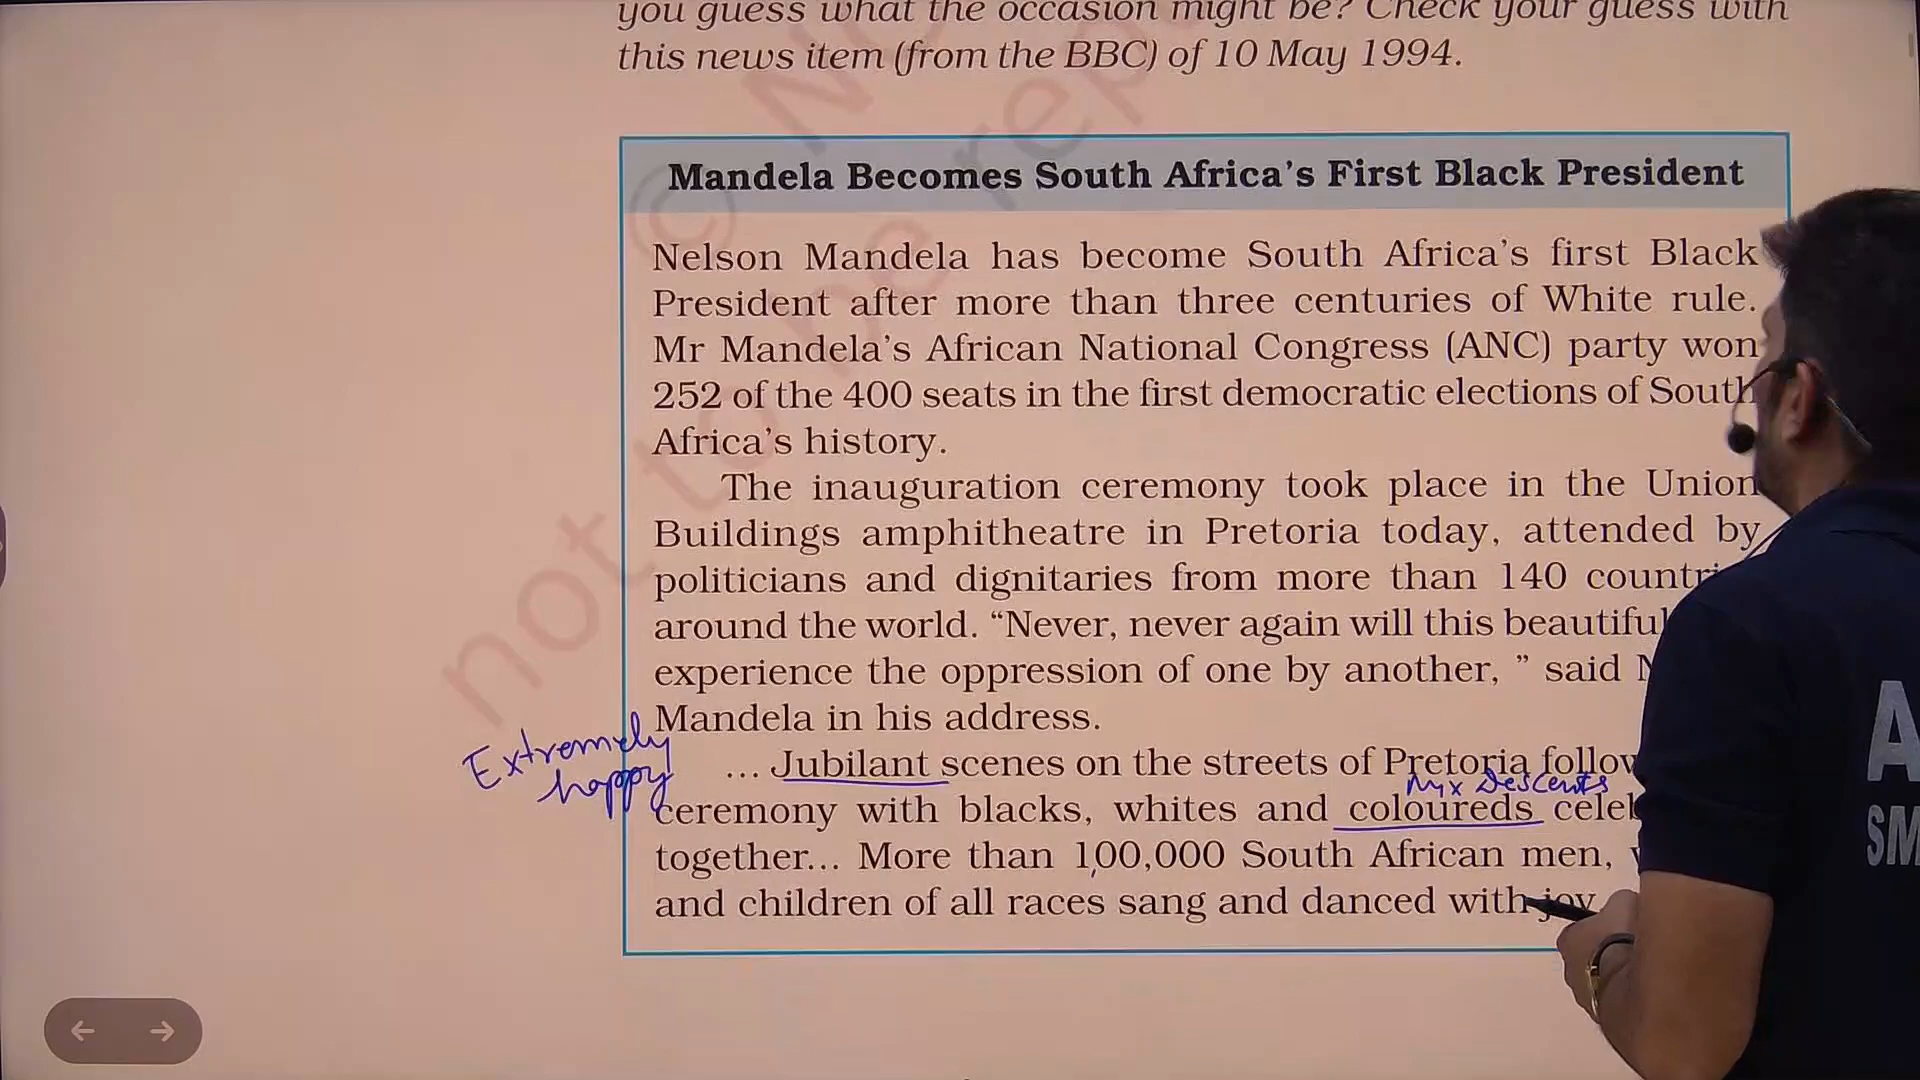 you guess what the occasion might be? Check your guess with
this news item (from the BBC) of 10 May 1994.
Mandela Becomes South Africa's First Black President
Nelson Mandela has become South Africa's first Black
President after more than three centuries of White rule.
Mr Mandela's African National Congress (ANC) party won
252 of the 400 seats in the first democratic elections of South
Africa's history.
The inauguration ceremony took place in the Union
Buildings amphitheatre in Pretoria today, attended by
politicians and dignitaries from more than 140
around the world. “Never, never again will this beautiful
experience the oppression of one by another, ” said
Mandela in his address.
Extremely
happy
... Jubilant scenes on the streets of Pretoria
Mix Descents
ceremony with blacks, whites and coloureds
together... More than 100,000 South African men,
and children of all races sang and danced with joy
©
not to be
A
SM